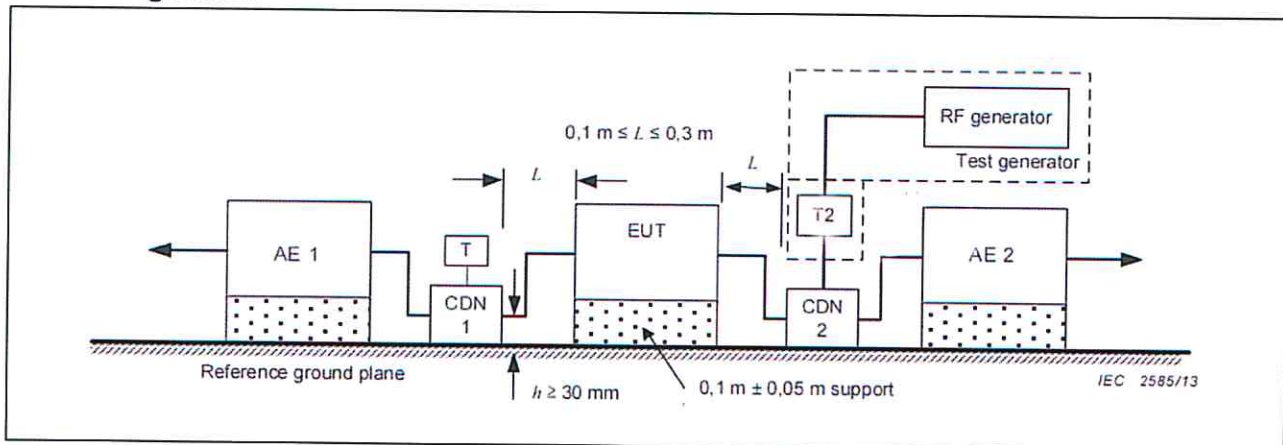 RF generator
Test generator
0,1 m ≤ L ≤ 0,3 m
L
L
T2
AE 1
T
EUT
AE 2
CDN
1
CDN
2
Reference ground plane
h ≥ 30 mm
0,1 m ± 0,05 m support
IEC 2585/13